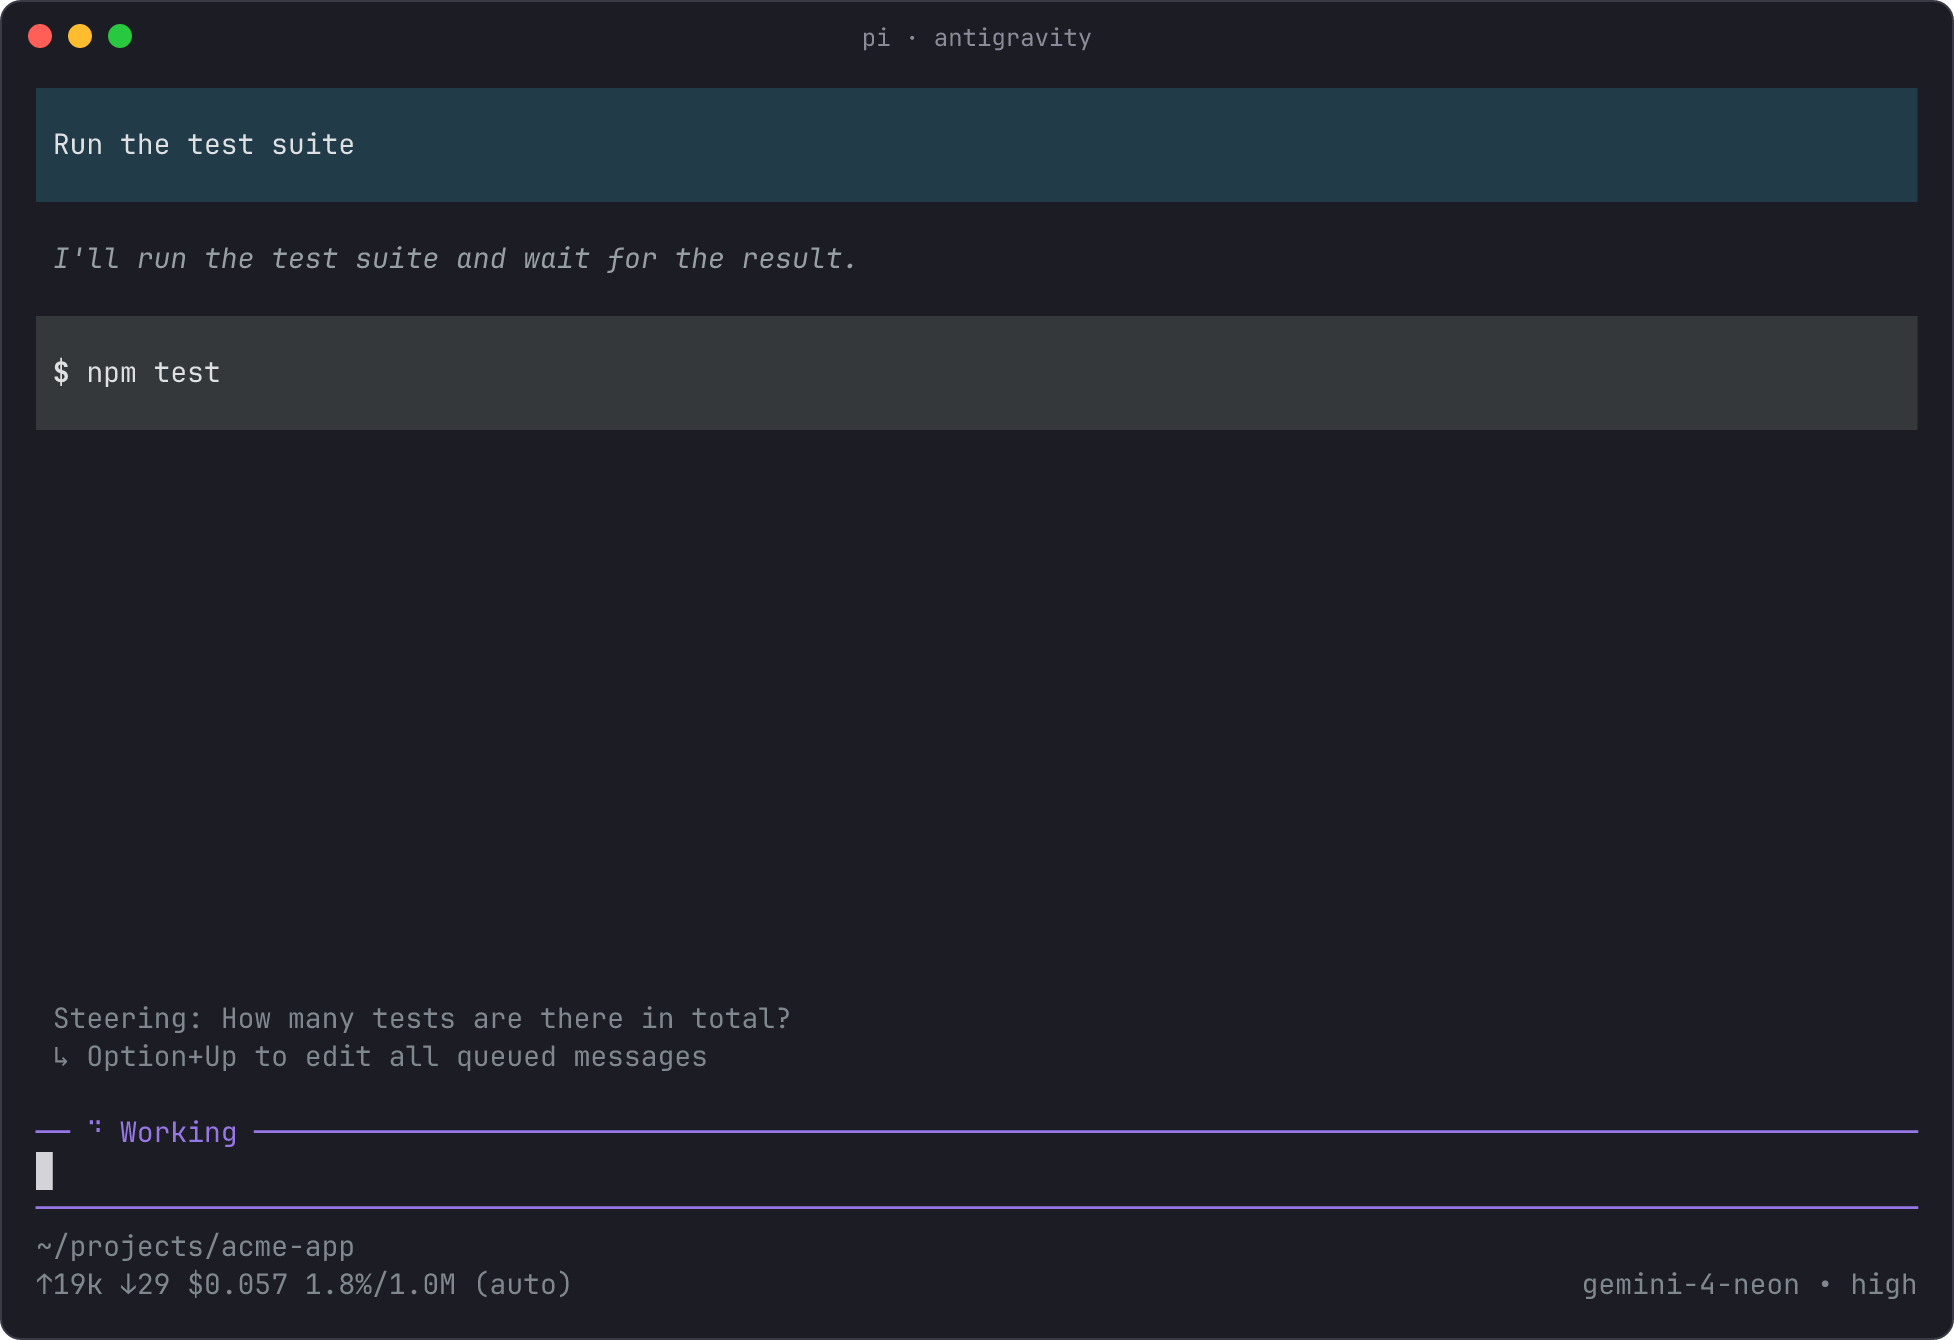 pi · antigravity
Run the test suite
I'll run the test suite and wait for the result.
$ npm test
Steering: How many tests are there in total?
↳ Option+Up to edit all queued messages
Working
~/projects/acme-app
↑19k ↓29 $0.057 1.8%/1.0M (auto)
gemini-4-neon • high